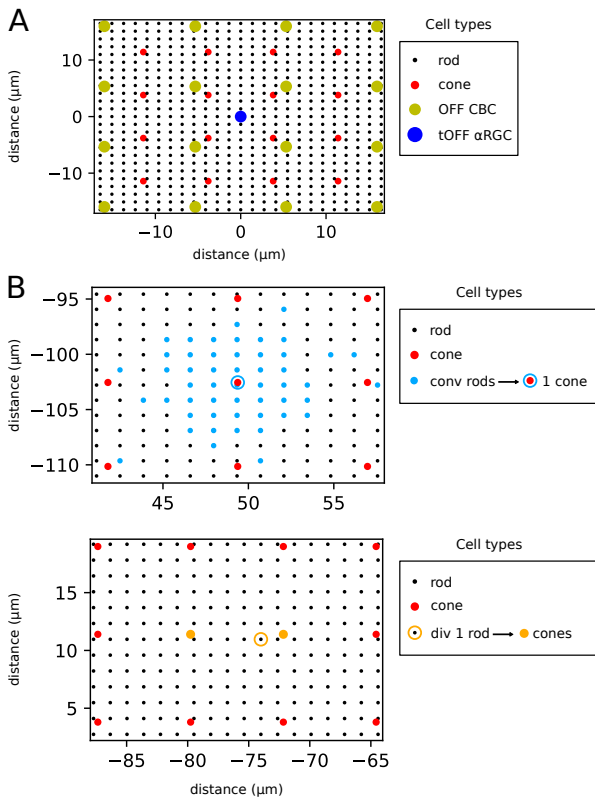 A
Cell types
rod
cone
OFF CBC
tOFF αRGC
10
0
−10
−10 0 10
distance (μm)
distance (μm)
B
Cell types
rod
cone
conv rods 1 cone
−95
−100
−105
−110
45 50 55
distance (μm)
Cell types
rod
cone
div 1 rod cones
15
10
5
−85 −80 −75 −70 −65
distance (μm)
distance (μm)